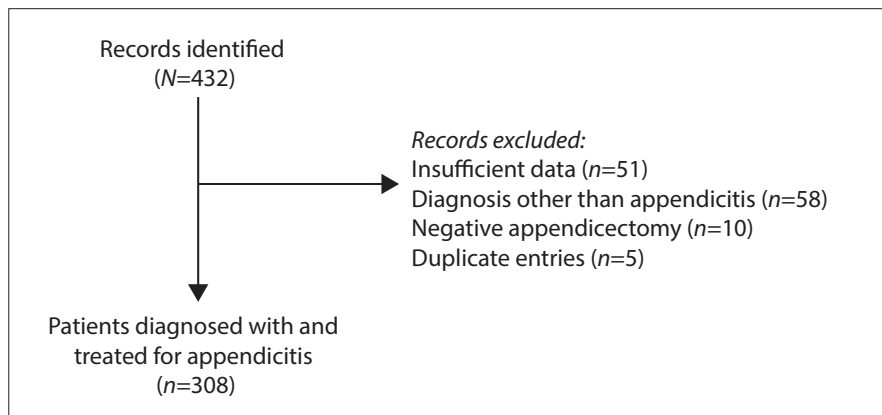 Records identified
(N=432)
Records excluded:
Insufficient data (n=51)
Diagnosis other than appendicitis (n=58)
Negative appendicectomy (n=10)
Duplicate entries (n=5)
Patients diagnosed with and
treated for appendicitis
(n=308)